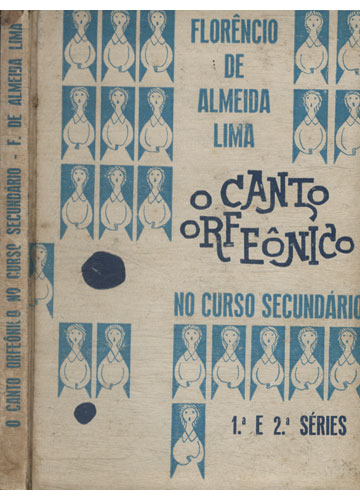 O CANTO ORFEÔNICO NO CURSO SECUNDÁRIO - F. DE ALMEIDA LIMA
FLORÊNCIO
DE
ALMEIDA
LIMA
O CANTO
ORFEÔNICO
NO CURSO SECUNDÁRIO
1.ª E 2.ª SÉRIES